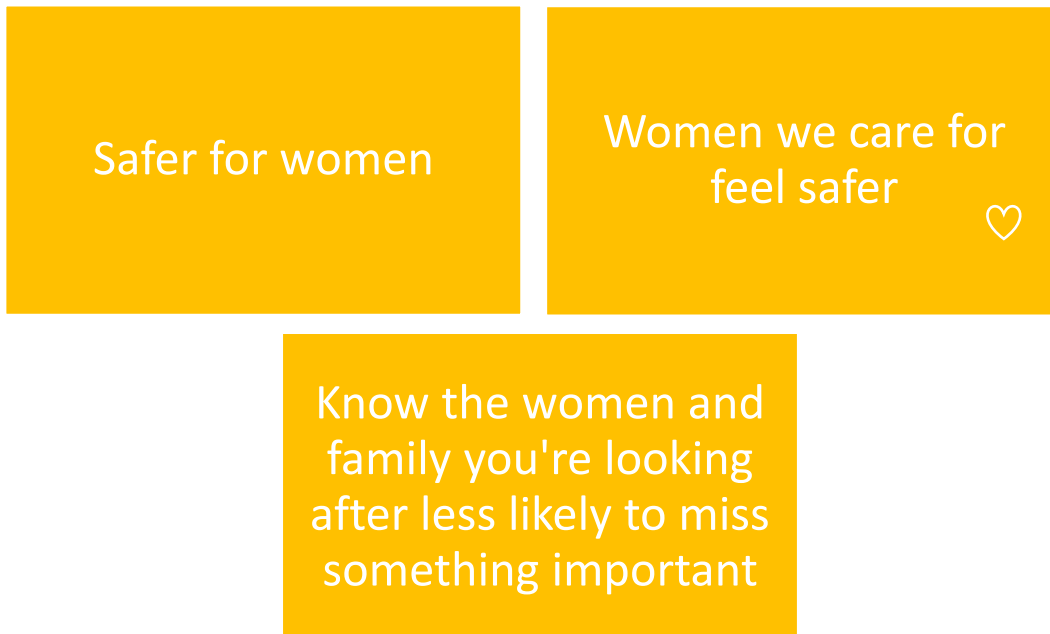 Safer for women
Women we care for
feel safer
Know the women and
family you're looking
after less likely to miss
something important